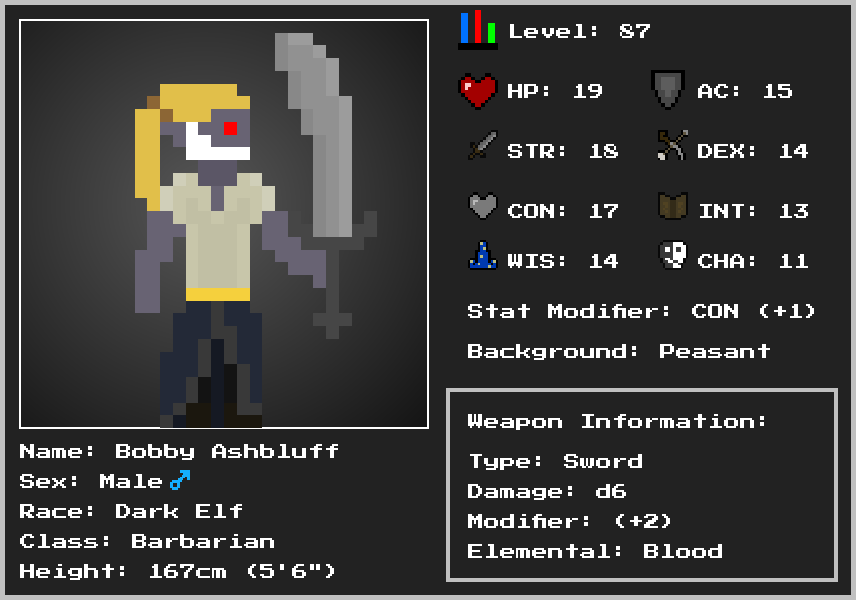 Level: 87
HP: 19
AC: 15
STR: 18
DEX: 14
CON: 17
INT: 13
WIS: 14
CHA: 11
Stat Modifier: CON (+1)
Background: Peasant
Weapon Information:
Type: Sword
Damage: d6
Modifier: (+2)
Elemental: Blood
Name: Bobby Ashbluff
Sex: Male ♂
Race: Dark Elf
Class: Barbarian
Height: 167cm (5'6")